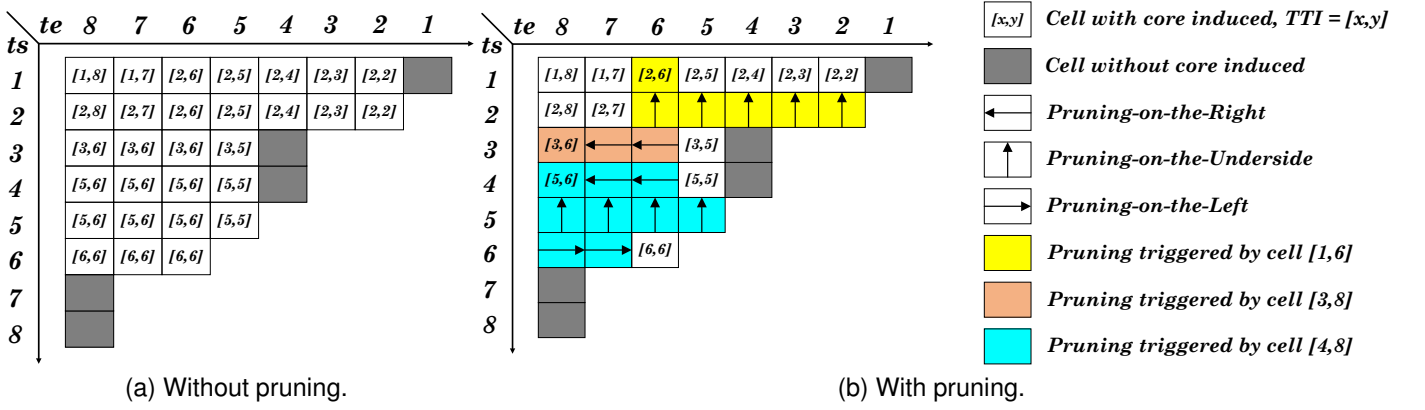 te 8 7 6 5 4 3 2 1
ts
1 [1,8] [1,7] [2,6] [2,5] [2,4] [2,3] [2,2]
2 [2,8] [2,7] [2,6] [2,5] [2,4] [2,3] [2,2]
3 [3,6] [3,6] [3,6] [3,5]
4 [5,6] [5,6] [5,6] [5,5]
5 [5,6] [5,6] [5,6] [5,5]
6 [6,6] [6,6] [6,6]
7
8
(a) Without pruning.
te 8 7 6 5 4 3 2 1
ts
1 [1,8] [1,7] [2,6] [2,5] [2,4] [2,3] [2,2]
2 [2,8] [2,7]
3 [3,6] [3,5]
4 [5,6] [5,5]
5
6 [6,6]
7
8
(b) With pruning.
[x,y] Cell with core induced, TTI = [x,y]
Cell without core induced
Pruning-on-the-Right
Pruning-on-the-Underside
Pruning-on-the-Left
Pruning triggered by cell [1,6]
Pruning triggered by cell [3,8]
Pruning triggered by cell [4,8]